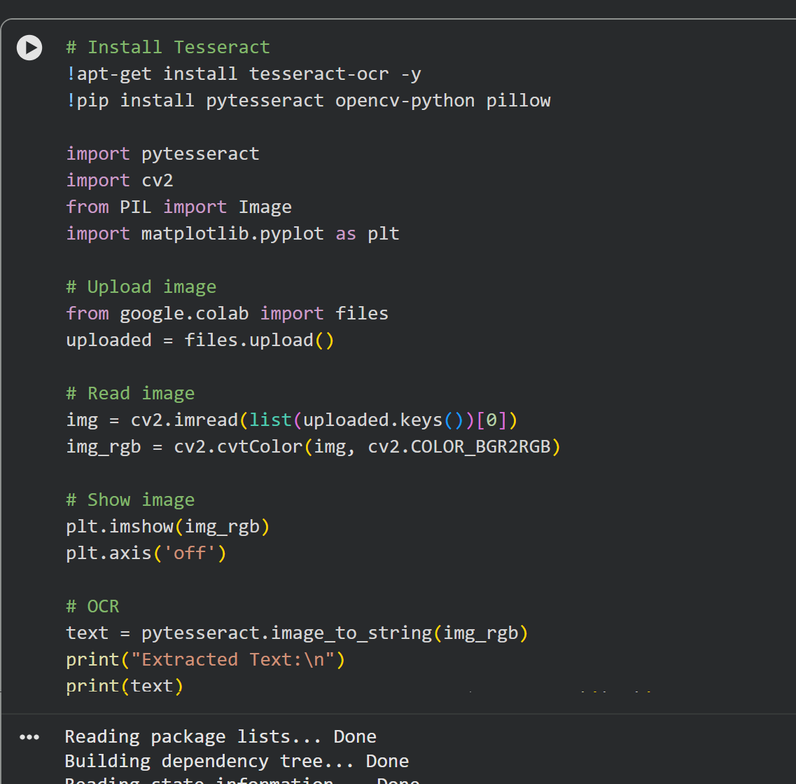 # Install Tesseract
!apt-get install tesseract-ocr -y
!pip install pytesseract opencv-python pillow
import pytesseract
import cv2
from PIL import Image
import matplotlib.pyplot as plt
# Upload image
from google.colab import files
uploaded = files.upload()
# Read image
img = cv2.imread(list(uploaded.keys())[0])
img_rgb = cv2.cvtColor(img, cv2.COLOR_BGR2RGB)
# Show image
plt.imshow(img_rgb)
plt.axis('off')
# OCR
text = pytesseract.image_to_string(img_rgb)
print("Extracted Text:\n")
print(text)
Reading package lists... Done
Building dependency tree... Done
Reading state information... Done